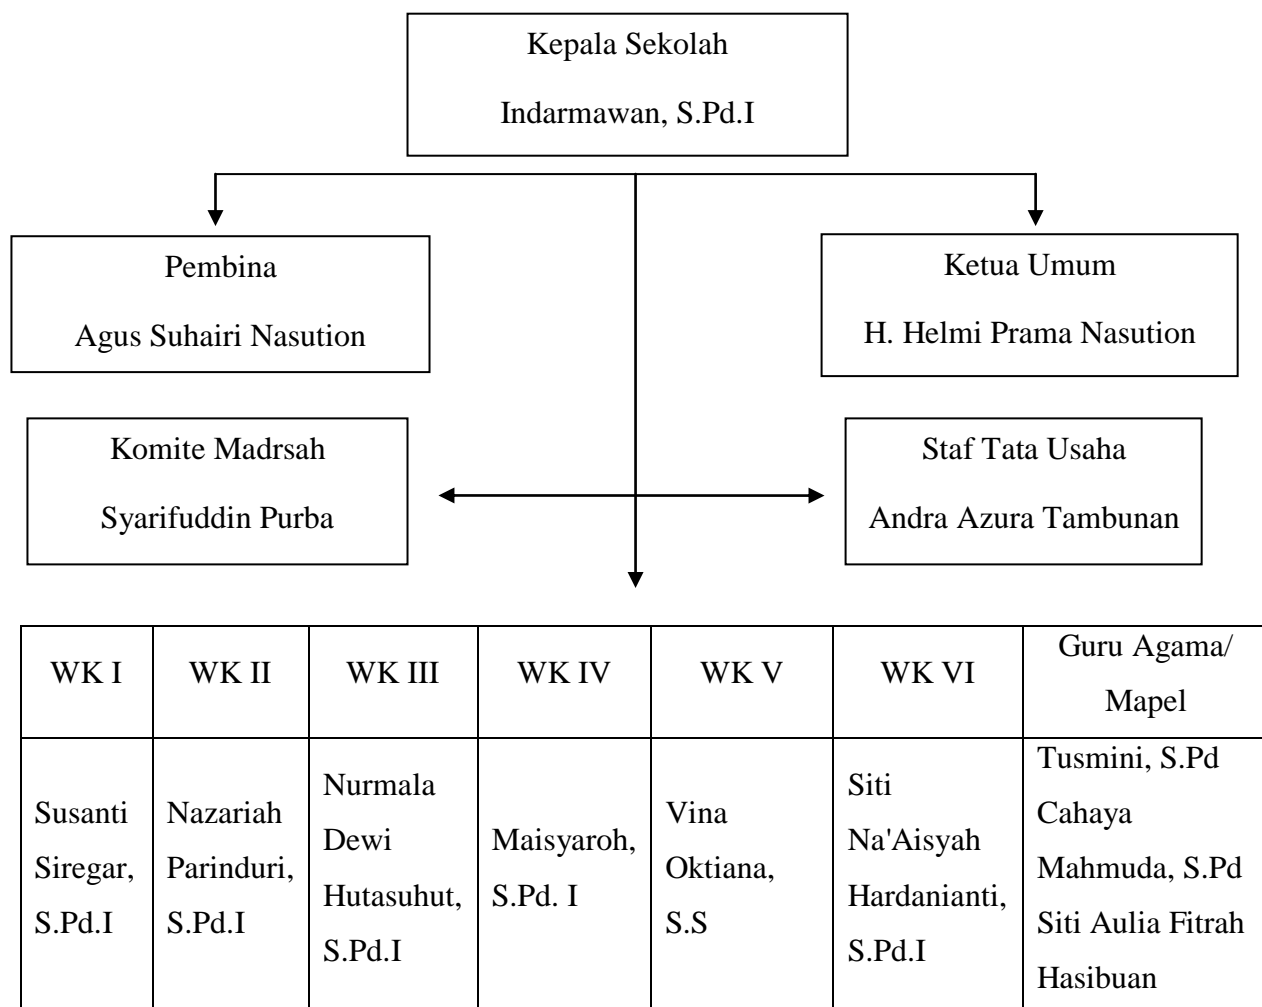 Kepala Sekolah
Indarmawan, S.Pd.I
Pembina
Agus Suhairi Nasution
Ketua Umum
H. Helmi Prama Nasution
Komite Madrsah
Syarifuddin Purba
Staf Tata Usaha
Andra Azura Tambunan
WK I
WK II
WK III
WK IV
WK V
WK VI
Guru Agama/
Mapel
Susanti
Siregar,
S.Pd.I
Nazariah
Parinduri,
S.Pd.I
Nurmala
Dewi
Hutasuhut,
S.Pd.I
Maisyaroh,
S.Pd. I
Vina
Oktiana,
S.S
Siti
Na'Aisyah
Hardanianti,
S.Pd.I
Tusmini, S.Pd
Cahaya
Mahmuda, S.Pd
Siti Aulia Fitrah
Hasibuan